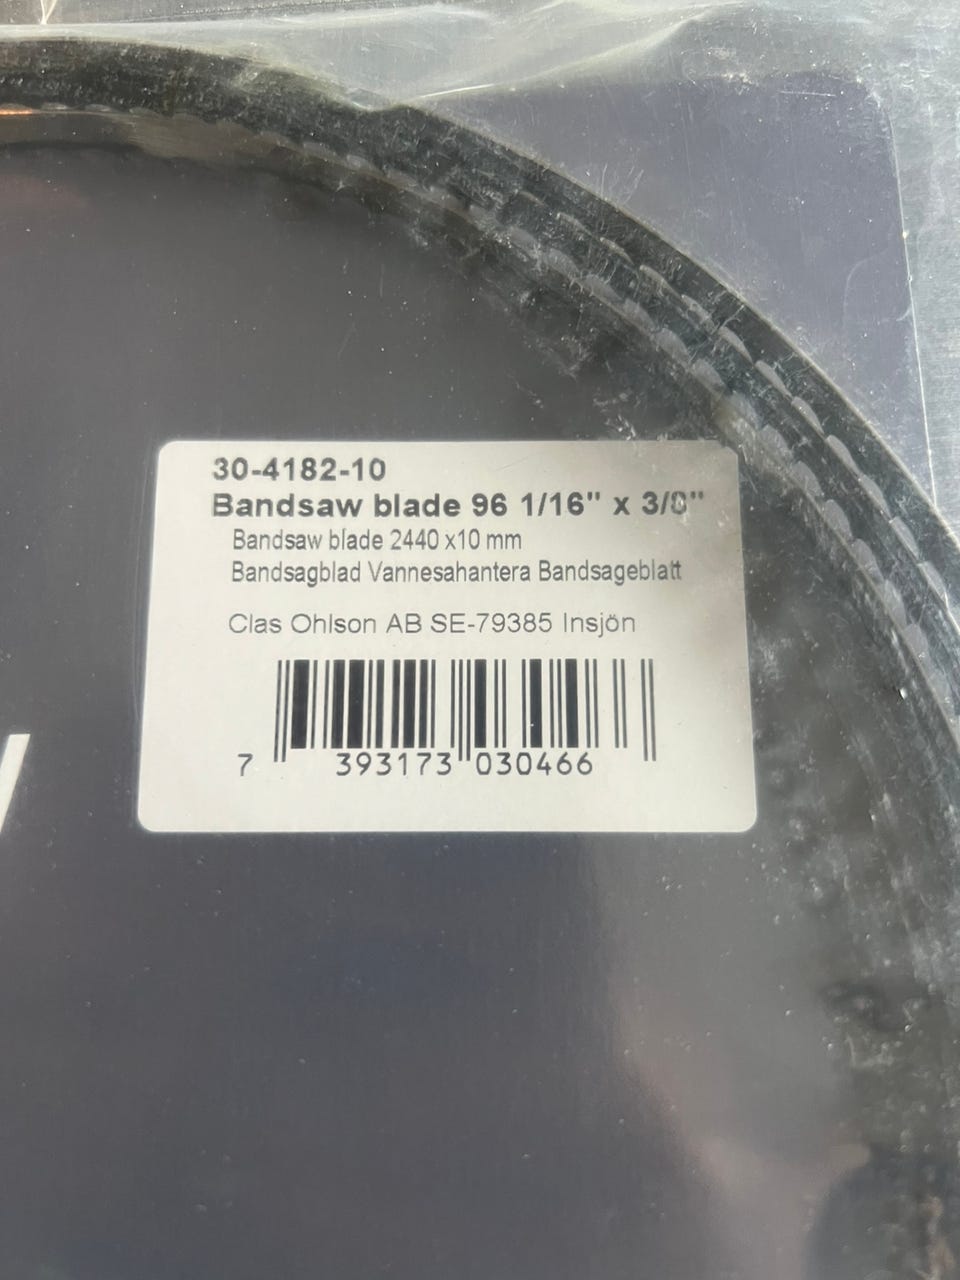 30-4182-10
Bandsaw blade 96 1/16" x 3/8"
Bandsaw blade 2440 x10 mm
Bandsagblad Vannesahantera Bandsageblatt
Clas Ohlson AB SE-79385 Insjön
7 393173 030466